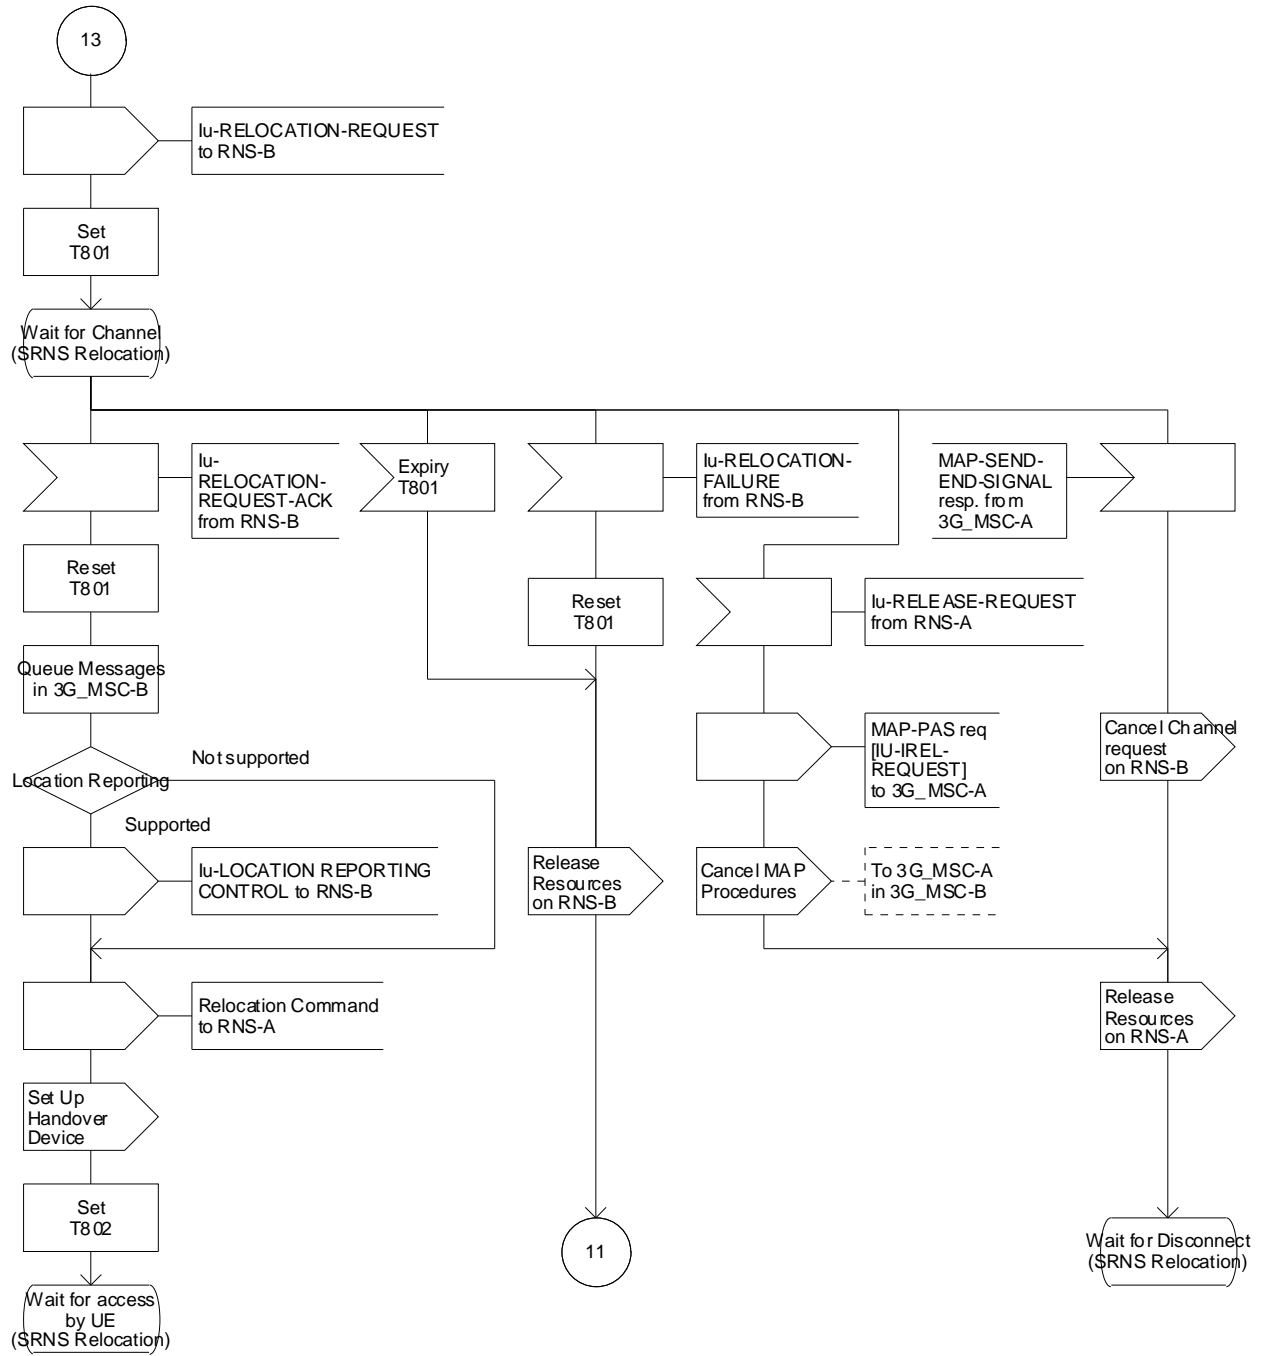 13
Iu-RELOCATION-REQUEST
to RNS-B
Set
T801
Wait for Channel
(SRNS Relocation)
Iu-
RELOCATION-
REQUEST-ACK
from RNS-B
Expiry
T801
Iu-RELOCATION-
FAILURE
from RNS-B
MAP-SEND-
END-SIGNAL
resp. from
3G_MSC-A
Reset
T801
Reset
T801
Iu-RELEASE-REQUEST
from RNS-A
Queue Messages
in 3G_MSC-B
MAP-PAS req
[IU-IREL-
REQUEST]
to 3G_MSC-A
Cancel Channel
request
on RNS-B
Not supported
Location Reporting
Supported
Iu-LOCATION REPORTING
CONTROL to RNS-B
Release
Resources
on RNS-B
Cancel MAP
Procedures
To 3G_MSC-A
in 3G_MSC-B
Relocation Command
to RNS-A
Release
Resources
on RNS-A
Set Up
Handover
Device
Set
T802
11
Wait for Disconnect
(SRNS Relocation)
Wait for access
by UE
(SRNS Relocation)